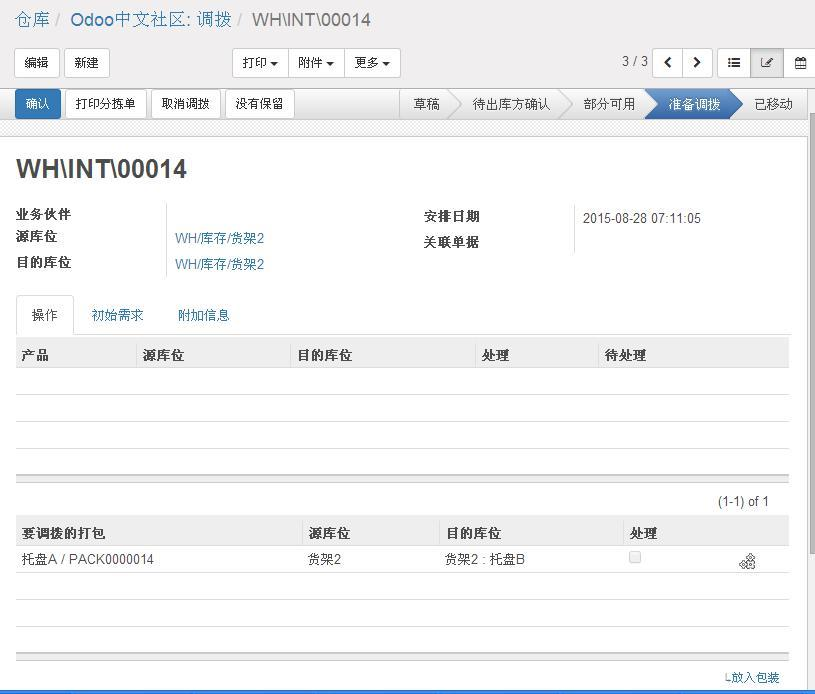 仓库 / Odoo中文社区: 调拨 / WH\INT\00014
编辑 新建 打印 附件 更多 3 / 3
确认 打印分拣单 取消调拨 没有保留 草稿 待出库方确认 部分可用 准备调拨 已移动
WH\INT\00014
业务伙伴
源库位 WH/库存/货架2
目的库位 WH/库存/货架2
安排日期 2015-08-28 07:11:05
关联单据
操作 初始需求 附加信息
产品 源库位 目的库位 处理 待处理
(1-1) of 1
要调拨的打包 源库位 目的库位 处理
托盘A / PACK0000014 货架2 货架2 : 托盘B
放入包装